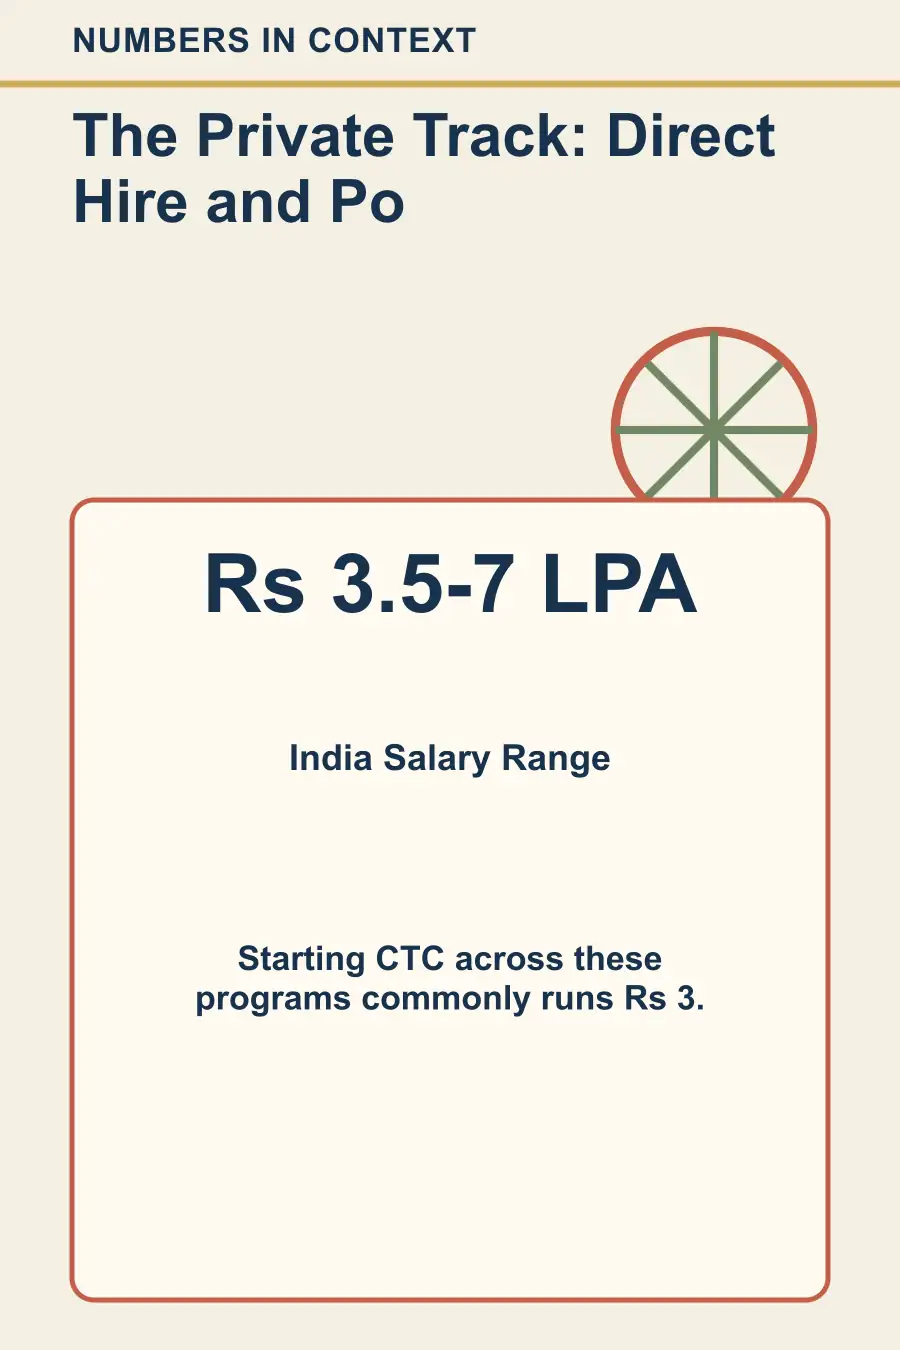 NUMBERS IN CONTEXT
The Private Track: Direct
Hire and Po
Rs 3.5-7 LPA
India Salary Range
Starting CTC across these
programs commonly runs Rs 3.